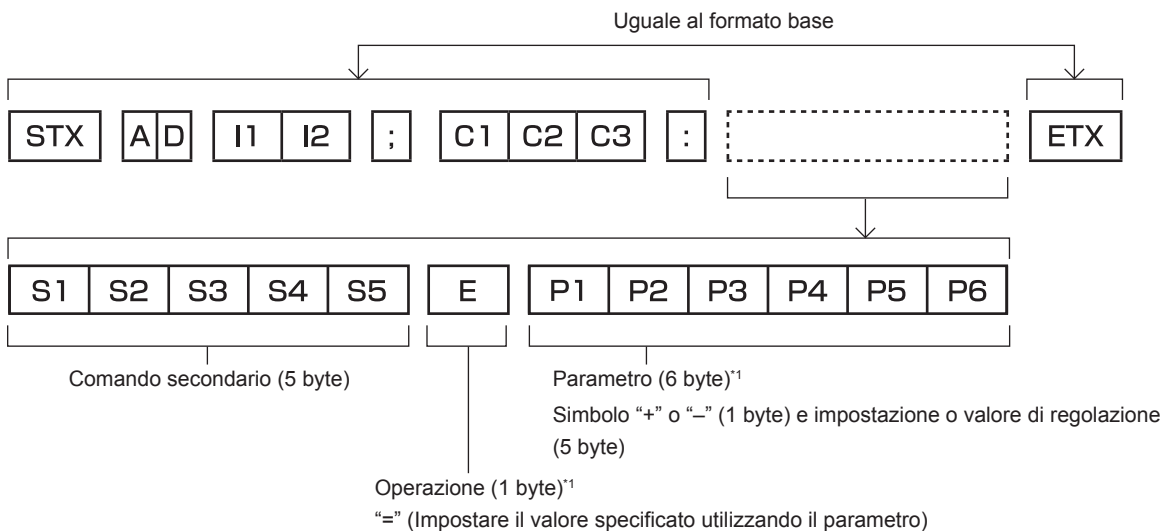 Uguale al formato base
STX A D I1 I2 ; C1 C2 C3 : ETX
S1 S2 S3 S4 S5 E P1 P2 P3 P4 P5 P6
Comando secondario (5 byte)
Parametro (6 byte)*1
Simbolo “+” o “–” (1 byte) e impostazione o valore di regolazione
(5 byte)
Operazione (1 byte)*1
“=” (Impostare il valore specificato utilizzando il parametro)